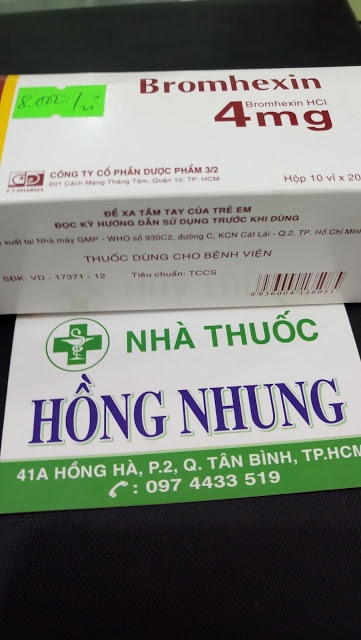 8.000/vỉ
Bromhexin
Bromhexin HCl
4mg
F.T.PHARMA
CÔNG TY CỔ PHẦN DƯỢC PHẨM 3/2
601 Cách Mạng Tháng Tám, Quận 10, TP. HCM
Hộp 10 vỉ x 20
ĐỂ XA TẦM TAY CỦA TRẺ EM
ĐỌC KỸ HƯỚNG DẪN SỬ DỤNG TRƯỚC KHI DÙNG
xuất tại Nhà máy GMP - WHO số 930C2, đường C, KCN Cát Lái - Q.2, TP. Hồ Chí Min
THUỐC DÙNG CHO BỆNH VIỆN
SĐK: VD - 17371 - 12 Tiêu chuẩn: TCCS
NHÀ THUỐC
HỒNG NHUNG
41A HỒNG HÀ, P.2, Q. TÂN BÌNH, TP.HCM
: 097 4433 519